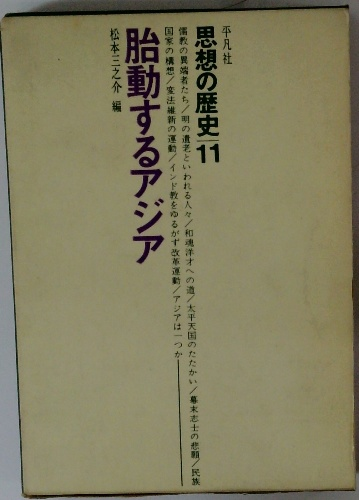 平凡社
思想の歴史 11
儒教の異端者たち/明の遺老といわれる人々/和魂洋才への道/太平天国のたたかい/幕末志士の悲願/民族
国家の構想/変法維新の運動/インド教をゆるがす改革運動/アジアは一つか
胎動するアジア
松本三之介 編